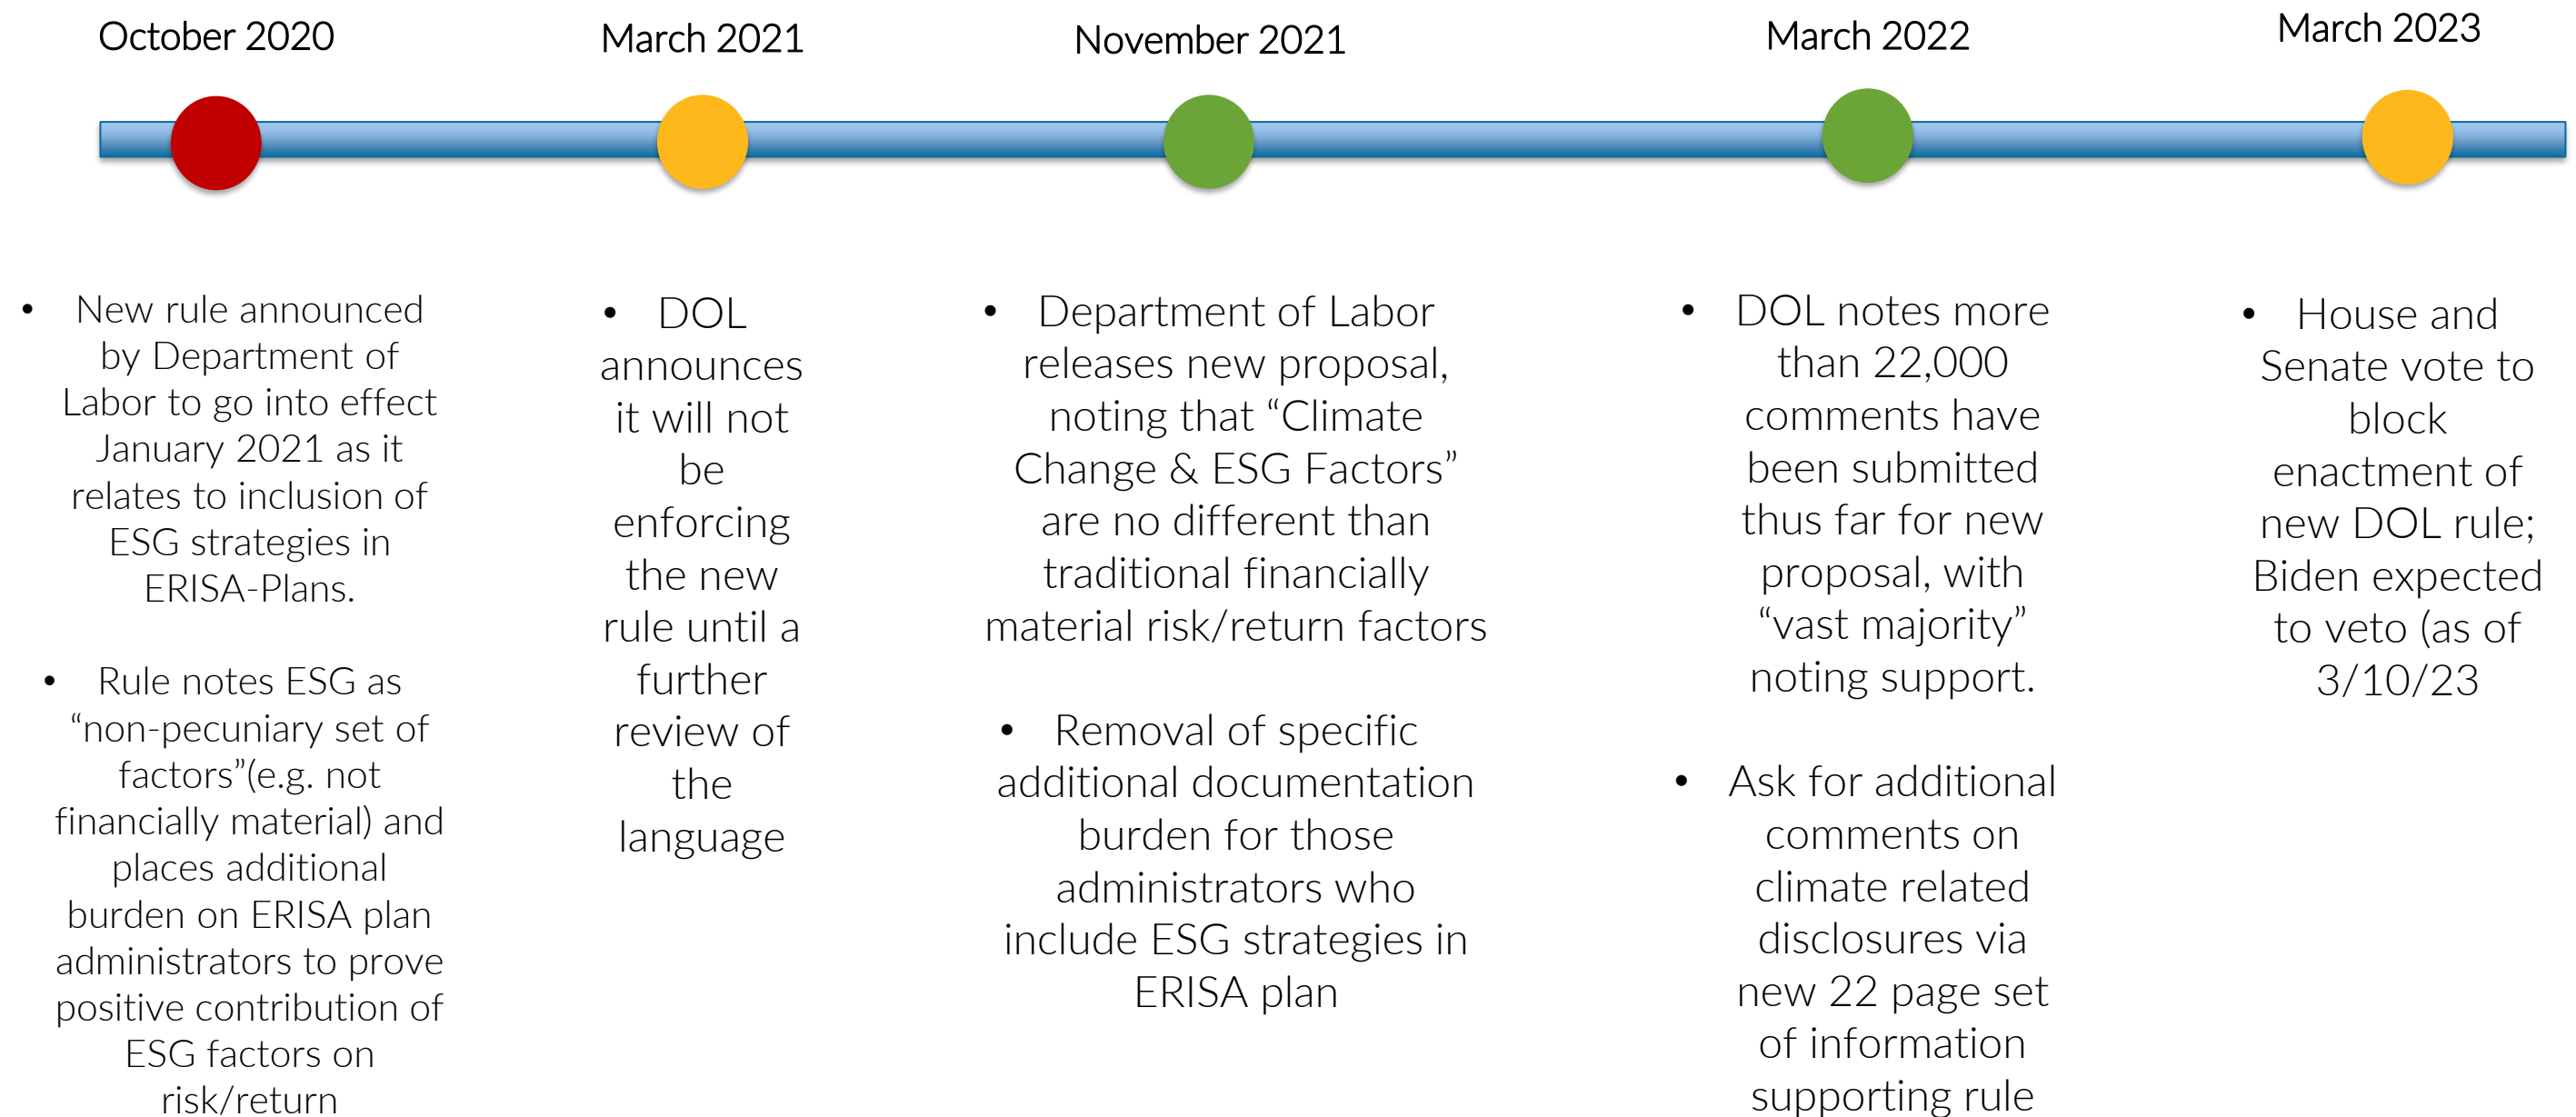 October 2020
March 2021
November 2021
March 2022
March 2023
• New rule announced
by Department of
Labor to go into effect
January 2021 as it
relates to inclusion of
ESG strategies in
ERISA-Plans.
• Rule notes ESG as
“non-pecuniary set of
factors”(e.g. not
financially material) and
places additional
burden on ERISA plan
administrators to prove
positive contribution of
ESG factors on
risk/return
• DOL
announces
it will not
be
enforcing
the new
rule until a
further
review of
the
language
• Department of Labor
releases new proposal,
noting that “Climate
Change & ESG Factors”
are no different than
traditional financially
material risk/return factors
• Removal of specific
additional documentation
burden for those
administrators who
include ESG strategies in
ERISA plan
• DOL notes more
than 22,000
comments have
been submitted
thus far for new
proposal, with
“vast majority”
noting support.
• Ask for additional
comments on
climate related
disclosures via
new 22 page set
of information
supporting rule
• House and
Senate vote to
block
enactment of
new DOL rule;
Biden expected
to veto (as of
3/10/23